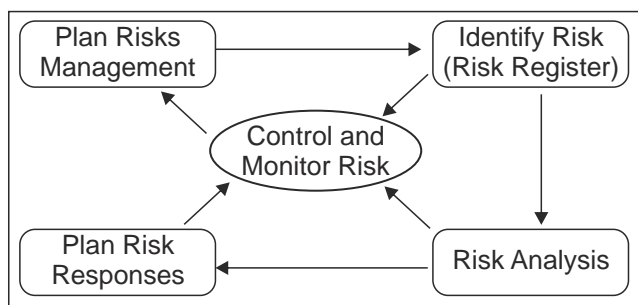 Plan Risks
Management
Identify Risk
(Risk Register)
Control and
Monitor Risk
Plan Risk
Responses
Risk Analysis